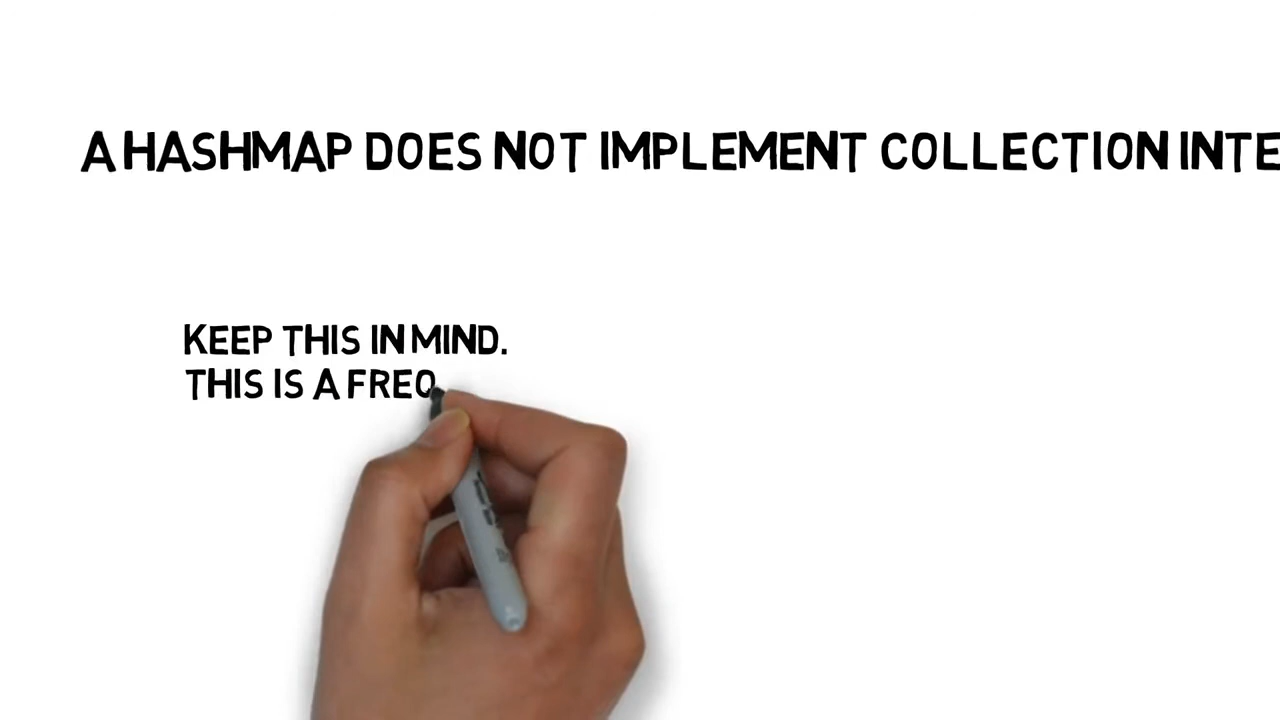 A HASHMAP DOES NOT IMPLEMENT COLLECTION INTE
KEEP THIS IN MIND.
THIS IS A FREQ